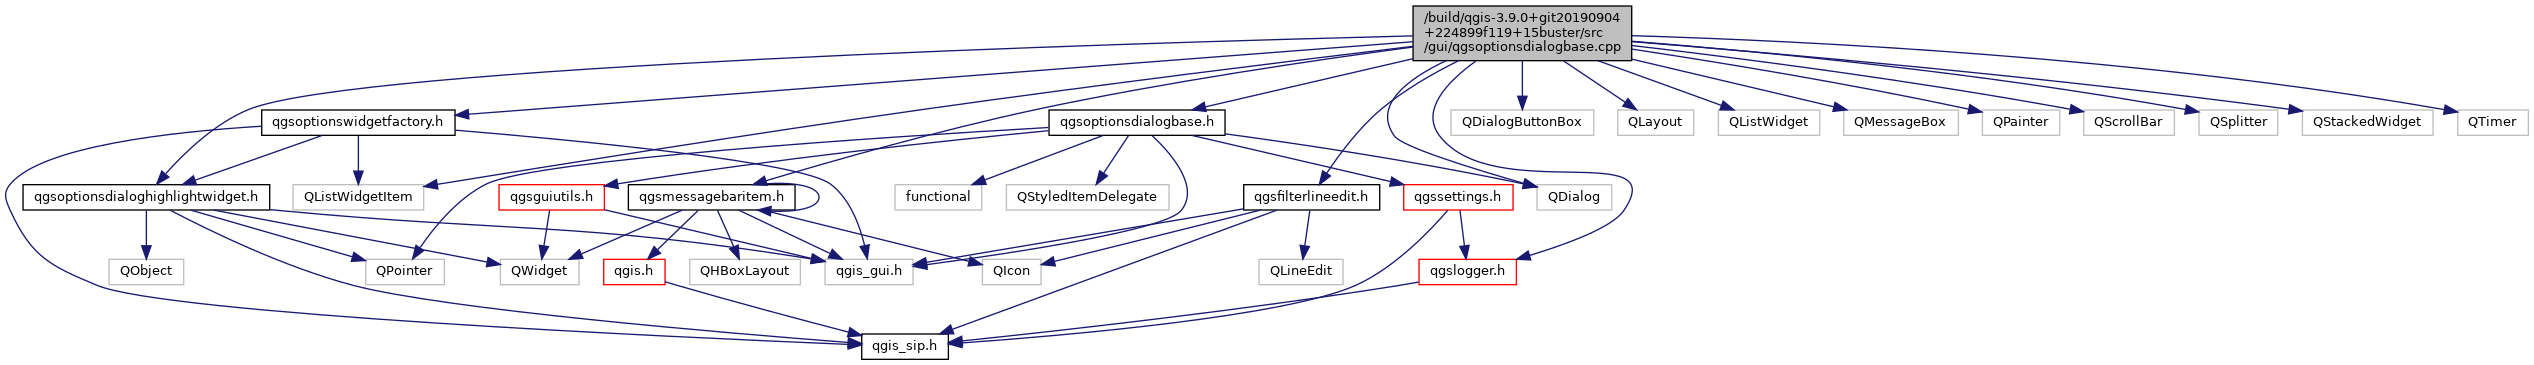 /build/qgis-3.9.0+git20190904
+224899f119+15buster/src
/gui/qgsoptionsdialogbase.cpp
qgsoptionswidgetfactory.h
qgsoptionsdialogbase.h
QDialogButtonBox
QLayout
QListWidget
QMessageBox
QPainter
QScrollBar
QSplitter
QStackedWidget
QTimer
qgsoptionsdialoghighlightwidget.h
QListWidgetItem
qgsguiutils.h
qgsmessagebaritem.h
functional
QStyledItemDelegate
qgsfilterlineedit.h
qgssettings.h
QDialog
QObject
QPointer
QWidget
qgis.h
QHBoxLayout
qgis_gui.h
QIcon
QLineEdit
qgslogger.h
qgis_sip.h